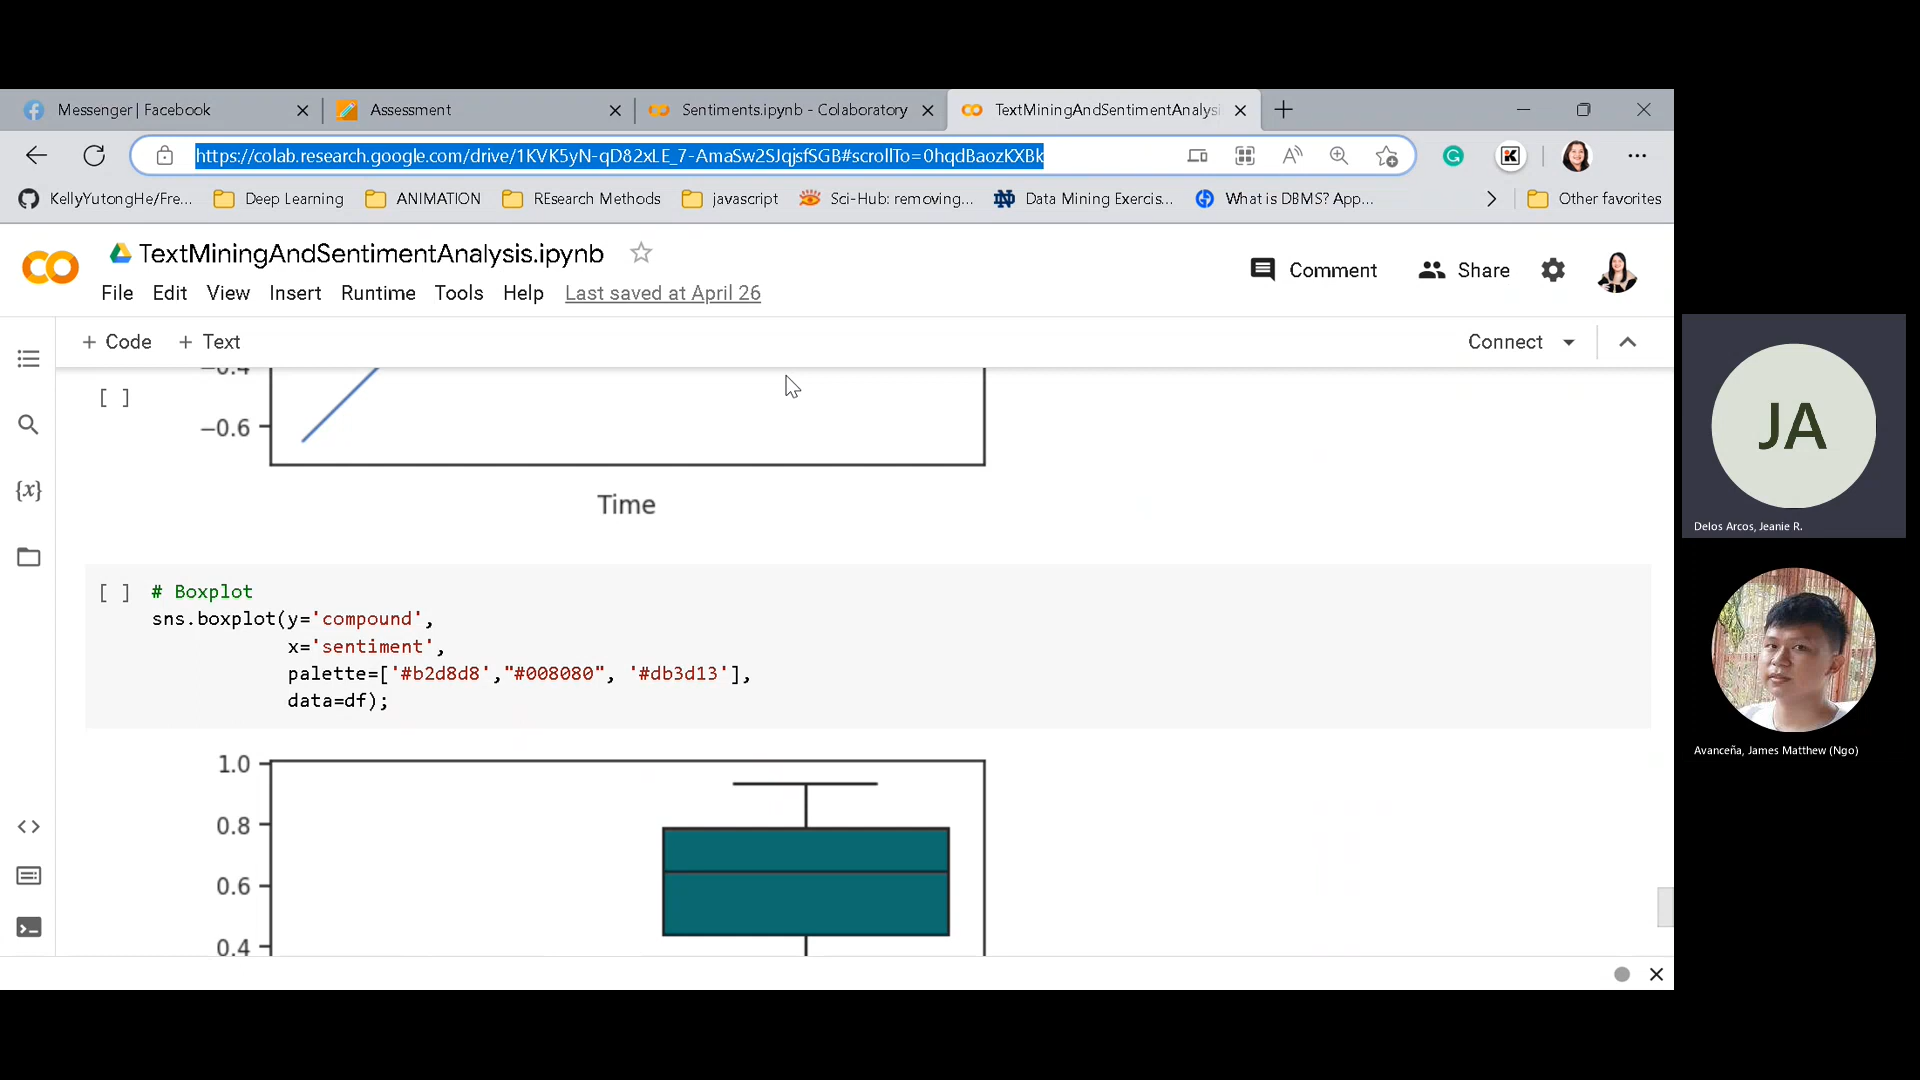 Messenger | Facebook
Assessment
Sentiments.ipynb - Colaboratory
TextMiningAndSentimentAnalysi
https://colab.research.google.com/drive/1KVK5yN-qD82xLE_7-AmaSw2SJqjsfSGB#scrollTo=0hqdBaozKXBk
KellyYutongHe/Fre...
Deep Learning
ANIMATION
REsearch Methods
javascript
Sci-Hub: removing...
Data Mining Exercis...
What is DBMS? App...
Other favorites
TextMiningAndSentimentAnalysis.ipynb
Comment
Share
File Edit View Insert Runtime Tools Help Last saved at April 26
+ Code + Text
Connect
[ ]
−0.4
−0.6
Time
[ ] # Boxplot
sns.boxplot(y='compound',
x='sentiment',
palette=['#b2d8d8',"#008080", '#db3d13'],
data=df);
1.0
0.8
0.6
0.4
JA
Delos Arcos, Jeanie R.
Avanceña, James Matthew (Ngo)